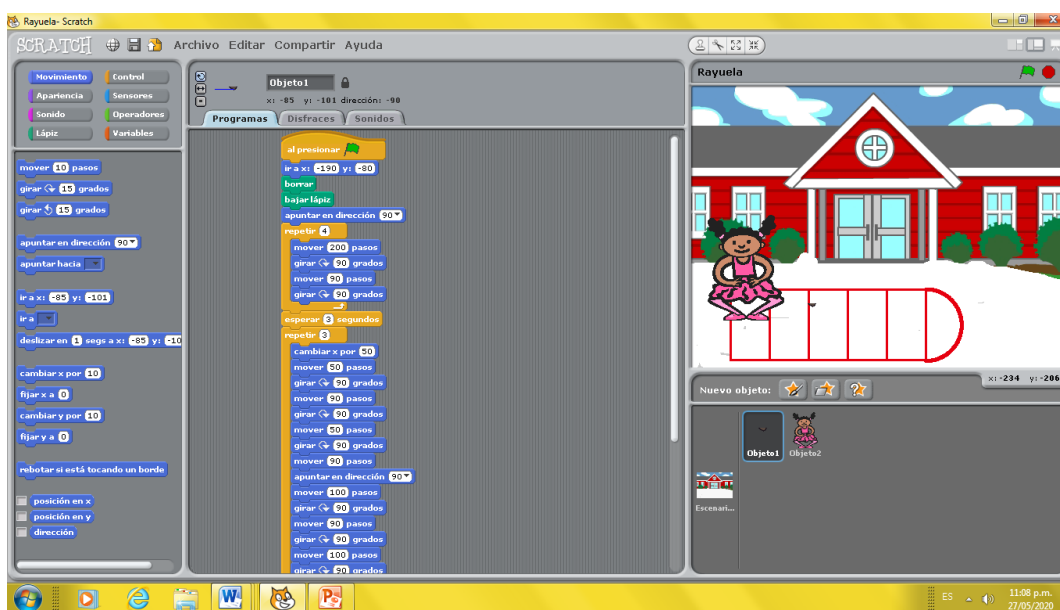 Rayuela- Scratch
SCRATCH Archivo Editar Compartir Ayuda
Movimiento Control
Apariencia Sensores
Sonido Operadores
Lápiz Variables
mover 10 pasos
girar 15 grados
girar 15 grados
apuntar en dirección 90
apuntar hacia
ir a x: -85 y: -101
ir a
deslizar en 1 segs a x: -85 y: -10
cambiar x por 10
fijar x a 0
cambiar y por 10
fijar y a 0
rebotar si está tocando un borde
posición en x
posición en y
dirección
Objeto1
x: -85 y: -101 dirección: -90
Programas Disfraces Sonidos
al presionar
ir a x: -190 y: -80
borrar
bajar lápiz
apuntar en dirección 90
repetir 4
mover 200 pasos
girar 90 grados
mover 90 pasos
girar 90 grados
esperar 3 segundos
repetir 3
cambiar x por 50
mover 50 pasos
girar 90 grados
mover 90 pasos
girar 90 grados
mover 50 pasos
girar 90 grados
mover 90 pasos
apuntar en dirección 90
mover 100 pasos
girar 90 grados
mover 90 pasos
girar 90 grados
mover 100 pasos
girar 90 grados
Rayuela
x: -234 y: -206
Nuevo objeto:
Objeto1 Objeto2
Escenari...
ES 11:08 p.m.
27/05/2020